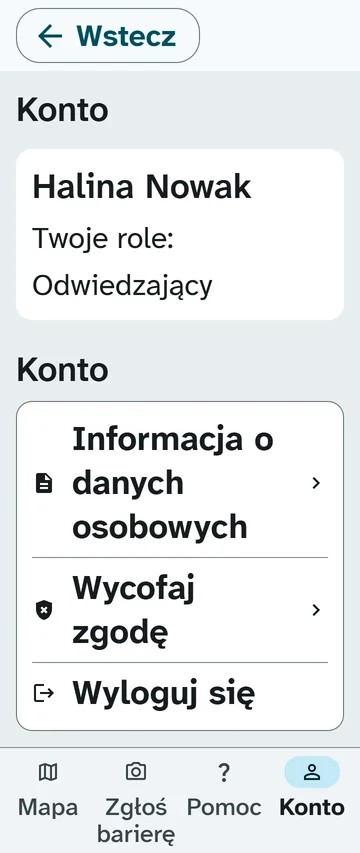 Wstecz
Konto
Halina Nowak
Twoje role:
Odwiedzający
Konto
Informacja o
danych
osobowych
Wycofaj
zgodę
Wyloguj się
Mapa
Zgłoś
barierę
Pomoc
Konto